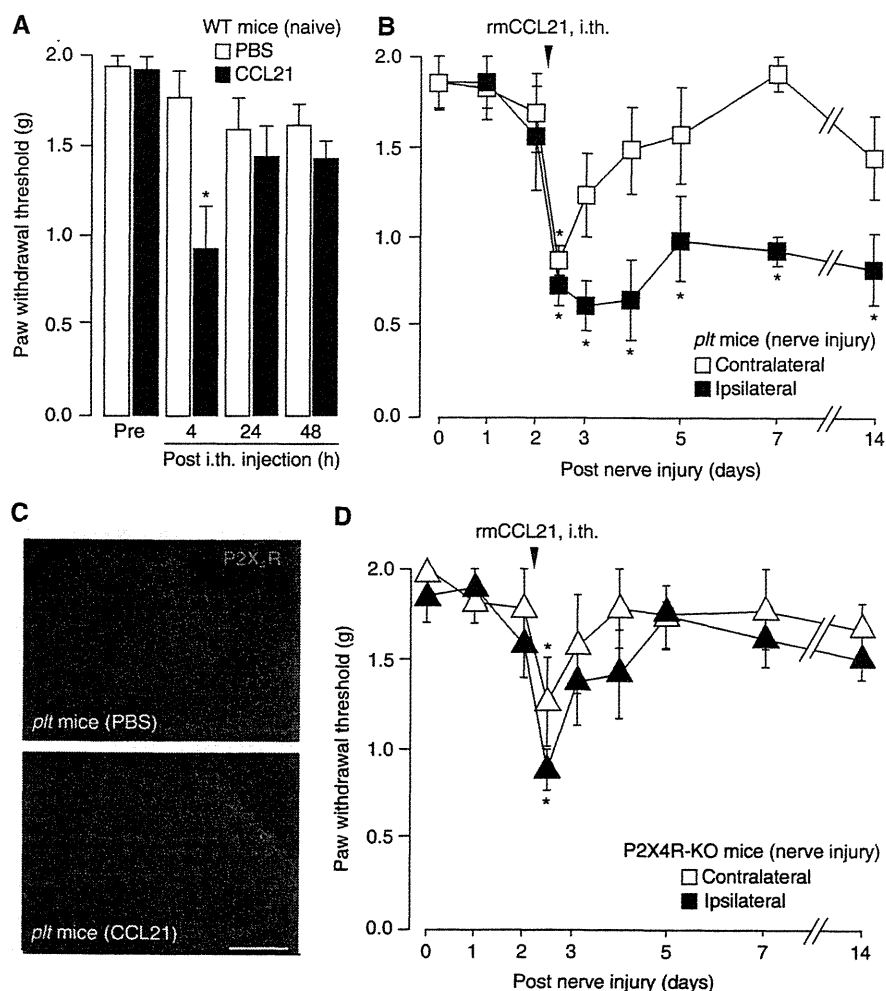 A
WT mice (naive)
PBS
CCL21
Paw withdrawal threshold (g)
2.0
1.5
1.0
0.5
0.0
*
Pre 4 24 48
Post i.th. injection (h)
B
rmCCL21, i.th.
2.0
1.5
1.0
0.5
0.0
*
*
*
*
*
*
*
plt mice (nerve injury)
Contralateral
Ipsilateral
0 1 2 3 5 7 14
Post nerve injury (days)
C
plt mice (PBS)
plt mice (CCL21)
D
rmCCL21, i.th.
Paw withdrawal threshold (g)
2.0
1.5
1.0
0.5
0.0
*
*
P2X4R-KO mice (nerve injury)
Contralateral
Ipsilateral
0 1 2 3 5 7 14
Post nerve injury (days)